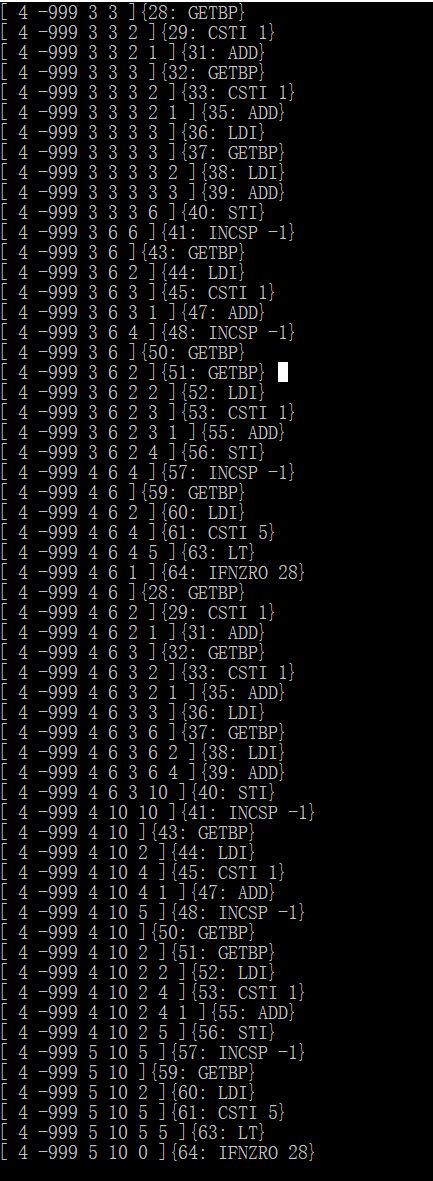 [ 4 -999 3 3 ]{28: GETBP}
[ 4 -999 3 3 2 ]{29: CSTI 1}
[ 4 -999 3 3 2 1 ]{31: ADD}
[ 4 -999 3 3 3 ]{32: GETBP}
[ 4 -999 3 3 3 2 ]{33: CSTI 1}
[ 4 -999 3 3 3 2 1 ]{35: ADD}
[ 4 -999 3 3 3 3 ]{36: LDI}
[ 4 -999 3 3 3 3 ]{37: GETBP}
[ 4 -999 3 3 3 3 2 ]{38: LDI}
[ 4 -999 3 3 3 3 3 ]{39: ADD}
[ 4 -999 3 3 3 6 ]{40: STI}
[ 4 -999 3 6 6 ]{41: INCSP -1}
[ 4 -999 3 6 ]{43: GETBP}
[ 4 -999 3 6 2 ]{44: LDI}
[ 4 -999 3 6 3 ]{45: CSTI 1}
[ 4 -999 3 6 3 1 ]{47: ADD}
[ 4 -999 3 6 4 ]{48: INCSP -1}
[ 4 -999 3 6 ]{50: GETBP}
[ 4 -999 3 6 2 ]{51: GETBP}
[ 4 -999 3 6 2 2 ]{52: LDI}
[ 4 -999 3 6 2 3 ]{53: CSTI 1}
[ 4 -999 3 6 2 3 1 ]{55: ADD}
[ 4 -999 3 6 2 4 ]{56: STI}
[ 4 -999 4 6 4 ]{57: INCSP -1}
[ 4 -999 4 6 ]{59: GETBP}
[ 4 -999 4 6 2 ]{60: LDI}
[ 4 -999 4 6 4 ]{61: CSTI 5}
[ 4 -999 4 6 4 5 ]{63: LT}
[ 4 -999 4 6 1 ]{64: IFNZRO 28}
[ 4 -999 4 6 ]{28: GETBP}
[ 4 -999 4 6 2 ]{29: CSTI 1}
[ 4 -999 4 6 2 1 ]{31: ADD}
[ 4 -999 4 6 3 ]{32: GETBP}
[ 4 -999 4 6 3 2 ]{33: CSTI 1}
[ 4 -999 4 6 3 2 1 ]{35: ADD}
[ 4 -999 4 6 3 3 ]{36: LDI}
[ 4 -999 4 6 3 6 ]{37: GETBP}
[ 4 -999 4 6 3 6 2 ]{38: LDI}
[ 4 -999 4 6 3 6 4 ]{39: ADD}
[ 4 -999 4 6 3 10 ]{40: STI}
[ 4 -999 4 10 10 ]{41: INCSP -1}
[ 4 -999 4 10 ]{43: GETBP}
[ 4 -999 4 10 2 ]{44: LDI}
[ 4 -999 4 10 4 ]{45: CSTI 1}
[ 4 -999 4 10 4 1 ]{47: ADD}
[ 4 -999 4 10 5 ]{48: INCSP -1}
[ 4 -999 4 10 ]{50: GETBP}
[ 4 -999 4 10 2 ]{51: GETBP}
[ 4 -999 4 10 2 2 ]{52: LDI}
[ 4 -999 4 10 2 4 ]{53: CSTI 1}
[ 4 -999 4 10 2 4 1 ]{55: ADD}
[ 4 -999 4 10 2 5 ]{56: STI}
[ 4 -999 5 10 5 ]{57: INCSP -1}
[ 4 -999 5 10 ]{59: GETBP}
[ 4 -999 5 10 2 ]{60: LDI}
[ 4 -999 5 10 5 ]{61: CSTI 5}
[ 4 -999 5 10 5 5 ]{63: LT}
[ 4 -999 5 10 0 ]{64: IFNZRO 28}